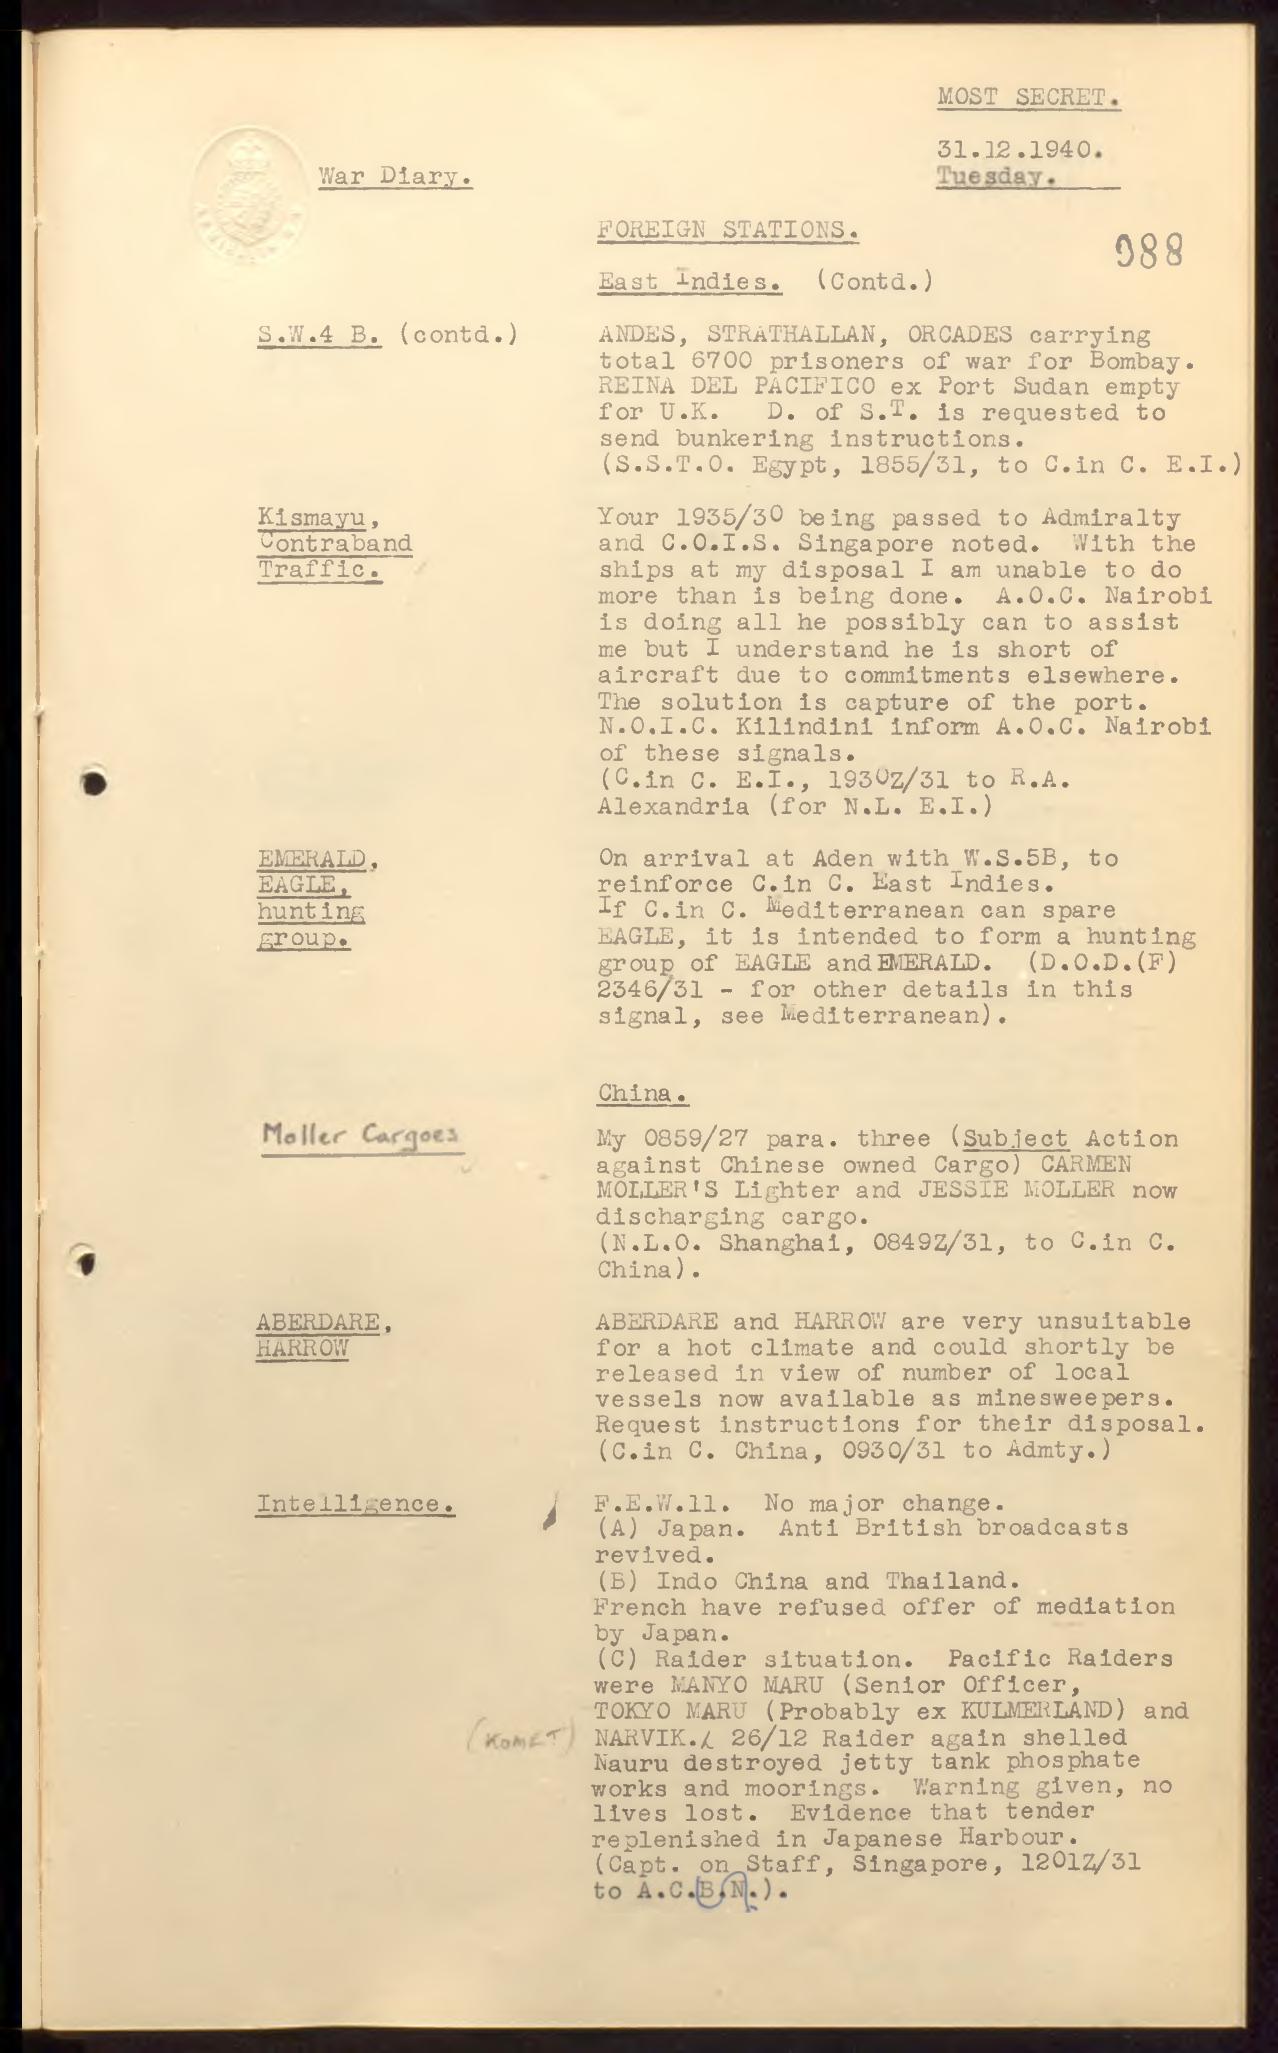 MOST SECRET.
31.12.1940.
Tuesday.
War Diary.
FOREIGN STATIONS.
088
East Indies. (Contd.)
S.W.4 B. (contd.)
ANDES, STRATHALLAN, ORCADES carrying
total 6700 prisoners of war for Bombay.
REINA DEL PACIFICO ex Port Sudan empty
for U.K. D. of S.T. is requested to
send bunkering instructions.
(S.S.T.O. Egypt, 1855/31, to C.in C. E.I.)
Kismayu,
Contraband
Traffic.
Your 1935/30 being passed to Admiralty
and C.O.I.S. Singapore noted. With the
ships at my disposal I am unable to do
more than is being done. A.O.C. Nairobi
is doing all he possibly can to assist
me but I understand he is short of
aircraft due to commitments elsewhere.
The solution is capture of the port.
N.O.I.C. Kilindini inform A.O.C. Nairobi
of these signals.
(C.in C. E.I., 1930Z/31 to R.A.
Alexandria (for N.L. E.I.)
EMERALD,
EAGLE,
hunting
group.
On arrival at Aden with W.S.5B, to
reinforce C.in C. East Indies.
If C.in C. Mediterranean can spare
EAGLE, it is intended to form a hunting
group of EAGLE and EMERALD. (D.O.D.(F)
2346/31 - for other details in this
signal, see Mediterranean).
China.
Moller Cargoes
My 0859/27 para. three (Subject Action
against Chinese owned Cargo) CARMEN
MOLLER'S Lighter and JESSIE MOLLER now
discharging cargo.
(N.L.O. Shanghai, 0849Z/31, to C.in C.
China).
ABERDARE,
HARROW
ABERDARE and HARROW are very unsuitable
for a hot climate and could shortly be
released in view of number of local
vessels now available as minesweepers.
Request instructions for their disposal.
(C.in C. China, 0930/31 to Admty.)
Intelligence.
F.E.W.11. No major change.
(A) Japan. Anti British broadcasts
revived.
(B) Indo China and Thailand.
French have refused offer of mediation
by Japan.
(C) Raider situation. Pacific Raiders
were MANYO MARU (Senior Officer,
TOKYO MARU (Probably ex KULMERLAND) and
(KOMET)
NARVIK. 26/12 Raider again shelled
Nauru destroyed jetty tank phosphate
works and moorings. Warning given, no
lives lost. Evidence that tender
replenished in Japanese Harbour.
(Capt. on Staff, Singapore, 1201Z/31
to A.C.B.N.).